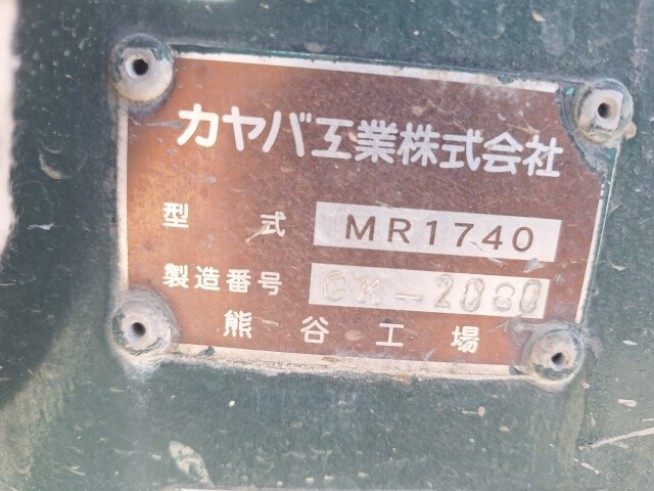 カヤバ工業株式会社
型式 MR1740
製造番号 CK-2080
熊谷工場